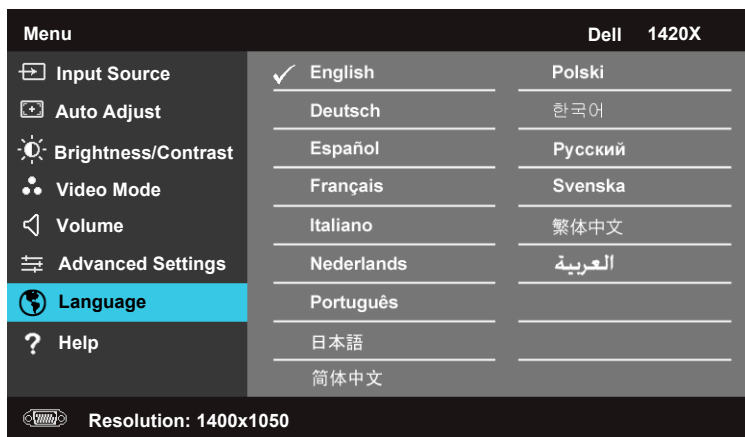 Menu
Dell 1420X
Input Source
Auto Adjust
Brightness/Contrast
Video Mode
Volume
Advanced Settings
Language
? Help
English
Deutsch
Español
Français
Italiano
Nederlands
Português
日本語
简体中文
Polski
한국어
Русский
Svenska
繁体中文
العربية
Resolution: 1400x1050